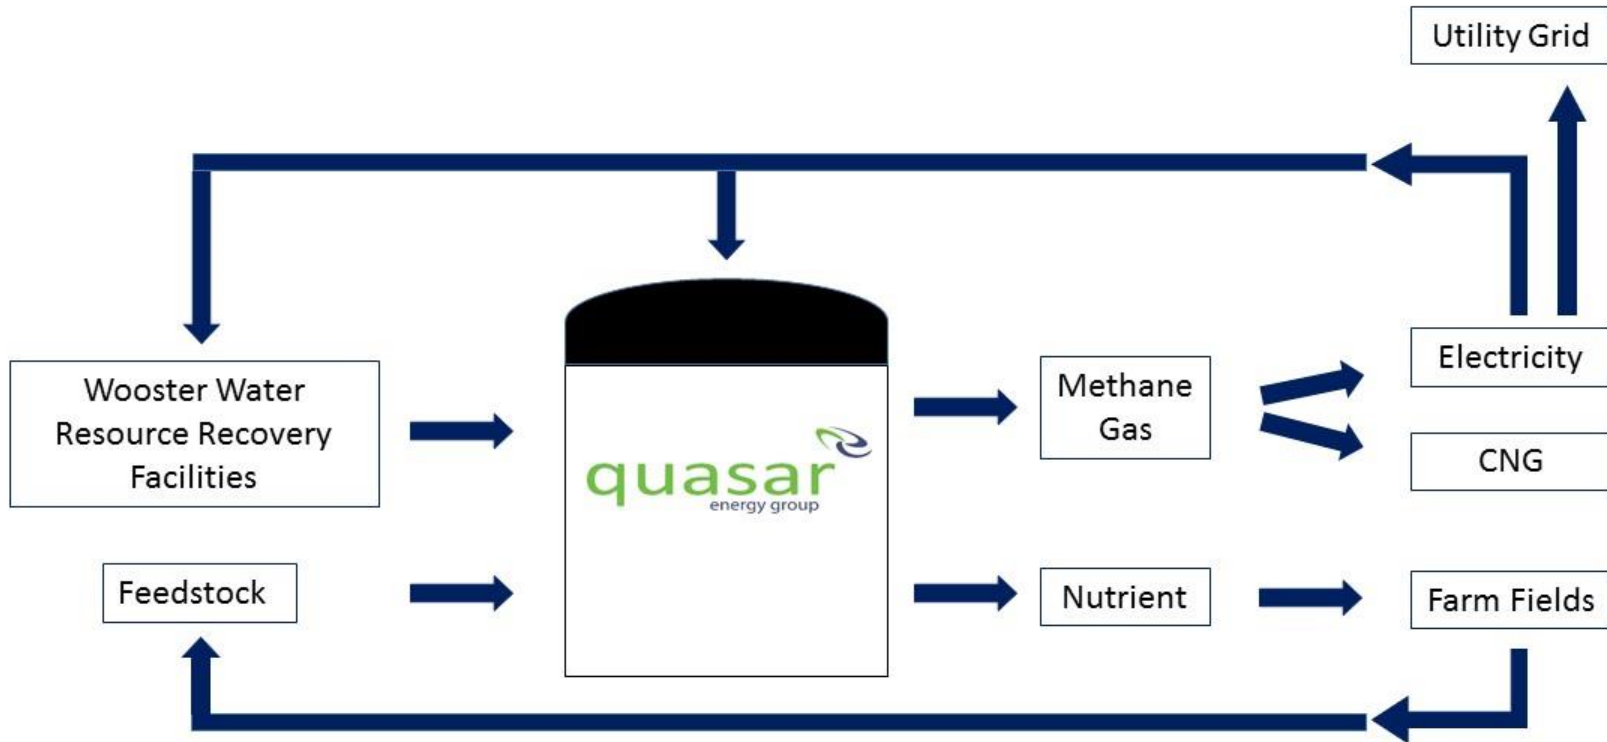 Utility Grid
Wooster Water
Resource Recovery
Facilities
quasar
energy group
Methane
Gas
Electricity
CNG
Feedstock
Nutrient
Farm Fields